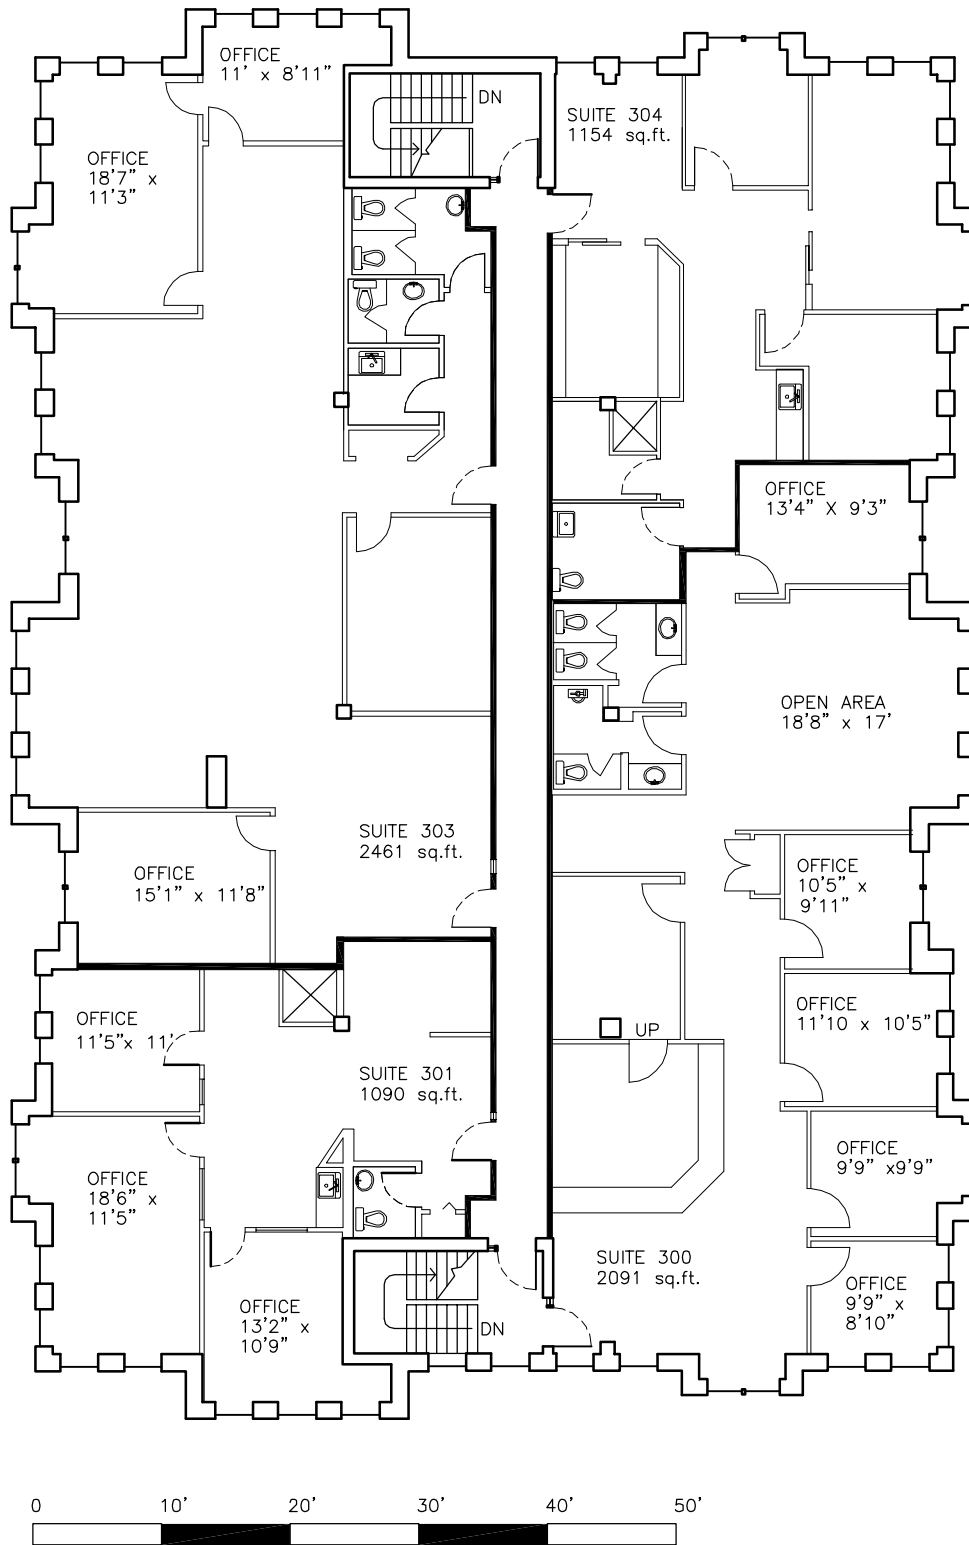 OFFICE
11' x 8'11"
DN
SUITE 304
1154 sq.ft.
OFFICE
18'7" x
11'3"
OFFICE
13'4" X 9'3"
OPEN AREA
18'8" x 17'
SUITE 303
2461 sq.ft.
OFFICE
15'1" x 11'8"
OFFICE
10'5" x
9'11"
OFFICE
11'5"x 11'
OFFICE
11'10 x 10'5"
UP
SUITE 301
1090 sq.ft.
OFFICE
9'9" x9'9"
OFFICE
18'6" x
11'5"
SUITE 300
2091 sq.ft.
OFFICE
9'9" x
8'10"
OFFICE
13'2" x
10'9"
DN
0 10' 20' 30' 40' 50'